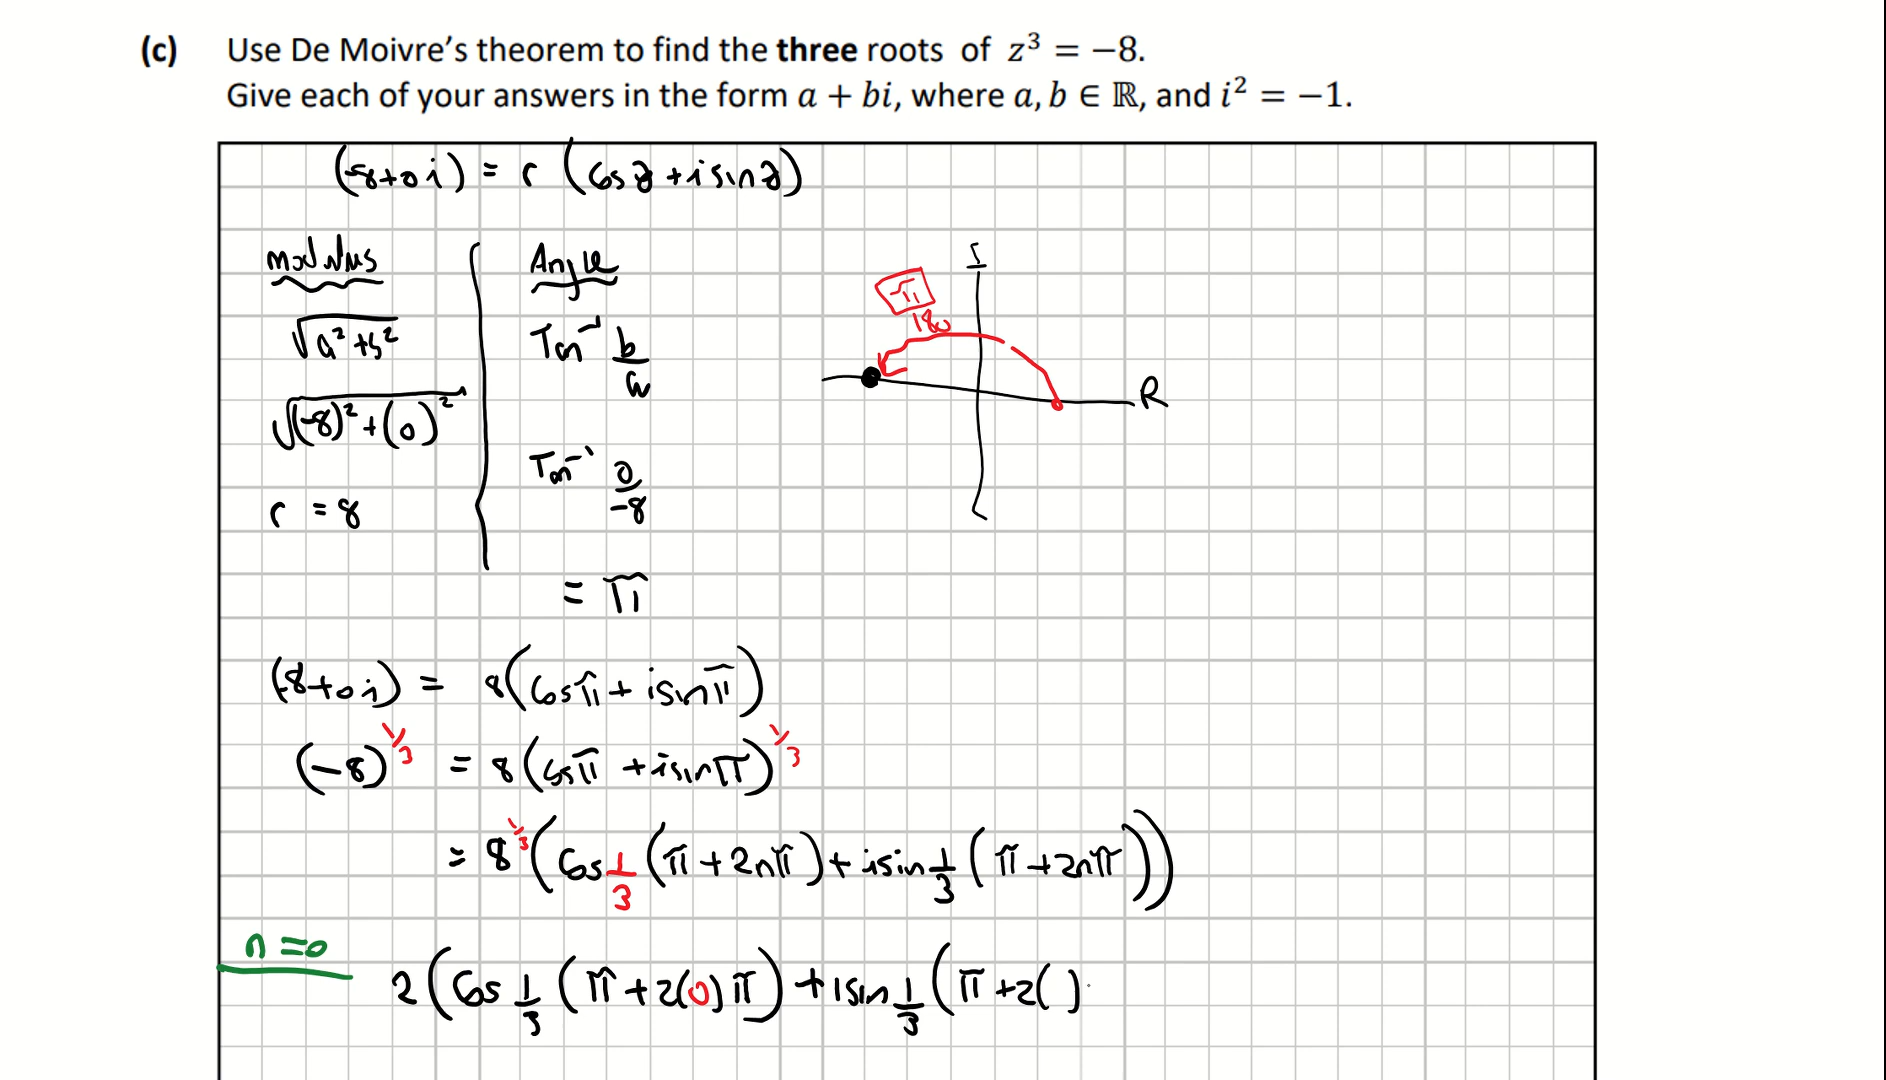 (c) Use De Moivre's theorem to find the three roots of z³ = −8.
Give each of your answers in the form a + bi, where a, b ∈ ℝ, and i² = −1.
(-8+0i) = r (Cos θ + i sin θ)
modulus
√a²+b²
√(-8)²+(0)²
r = 8
Angle
Tan⁻¹ b/a
Tan⁻¹ 0/-8
= π
I
π
180
R
(-8+0i) = 8(Cos π + i sin π)
(-8)^1/3 = 8(Cos π + i sin π)^1/3
= 8^1/3 (Cos 1/3 (π + 2nπ) + i sin 1/3 (π + 2nπ))
n = 0
2 (Cos 1/3 (π + 2(0)π) + i sin 1/3 (π + 2( )